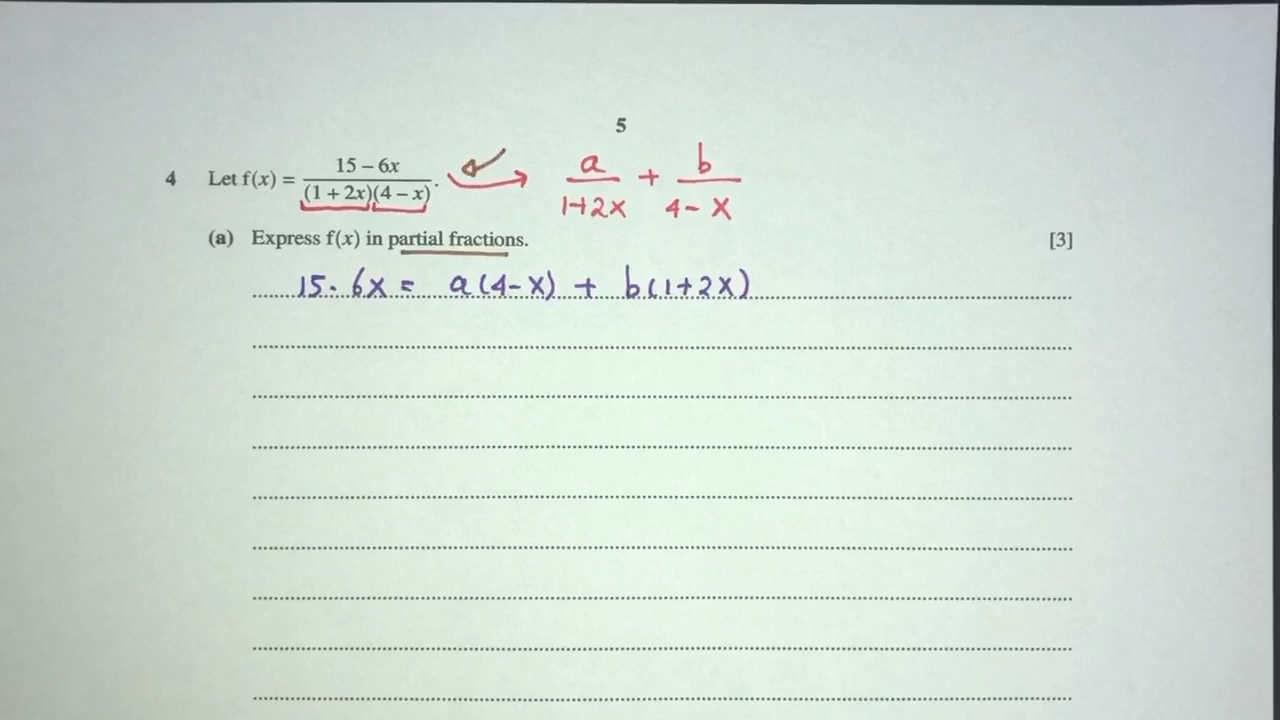 5
4 Let f(x) = (15 − 6x)/((1 + 2x)(4 − x)). a/(1+2x) + b/(4-x)
(a) Express f(x) in partial fractions. [3]
15-6x = a(4-x) + b(1+2x)